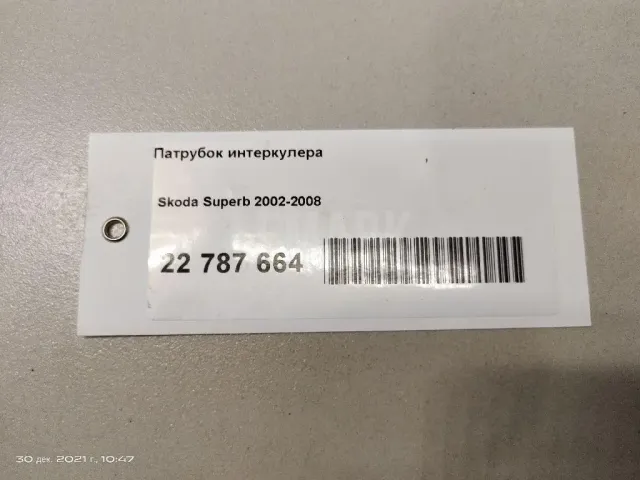 Патрубок интеркулера
Skoda Superb 2002-2008
22 787 664
30 дек. 2021 г., 10:47